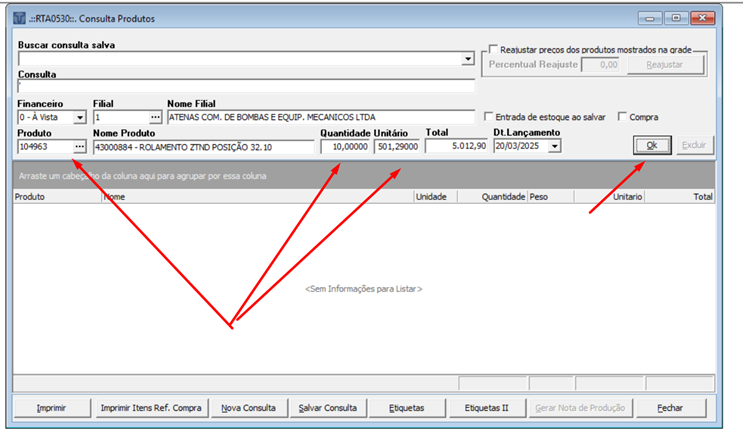 .::RTA0530::. Consulta Produtos
Buscar consulta salva
Reajustar preços dos produtos mostrados na grade
Percentual Reajuste 0,00 Reajustar
Consulta
Financeiro Filial Nome Filial
0 - À Vista 1 ... ATENAS COM. DE BOMBAS E EQUIP. MECANICOS LTDA Entrada de estoque ao salvar Compra
Produto Nome Produto Quantidade Unitário Total Dt.Lançamento
104963 ... 43000884 - ROLAMENTO ZTND POSIÇÃO 32.10 10,00000 501,29000 5.012,90 20/03/2025 Ok Excluir
Arraste um cabeçalho da coluna aqui para agrupar por essa coluna
Produto Nome Unidade Quantidade Peso Unitario Total
<Sem Informações para Listar>
Imprimir Imprimir Itens Ref. Compra Nova Consulta Salvar Consulta Etiquetas Etiquetas II Gerar Nota de Produção Fechar